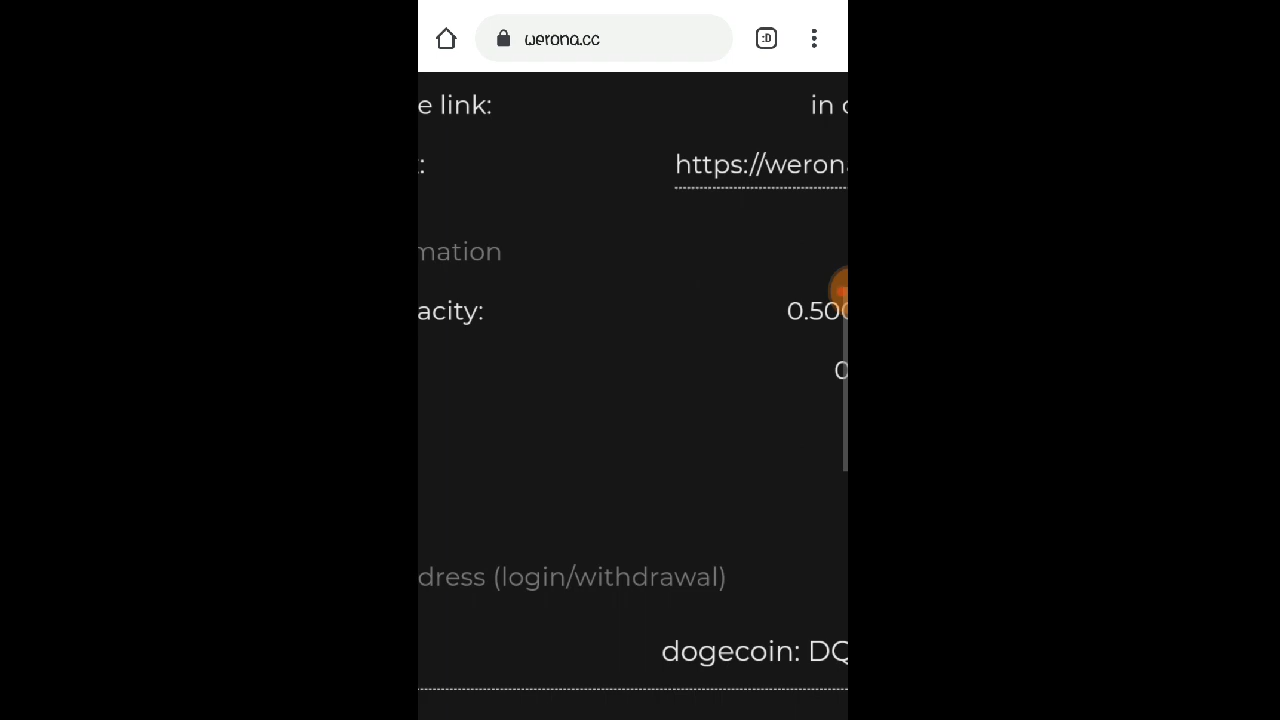 :D
werona.cc
e link: in
https://weron
mation
acity: 0.500
0
dress (login/withdrawal)
dogecoin: DQ